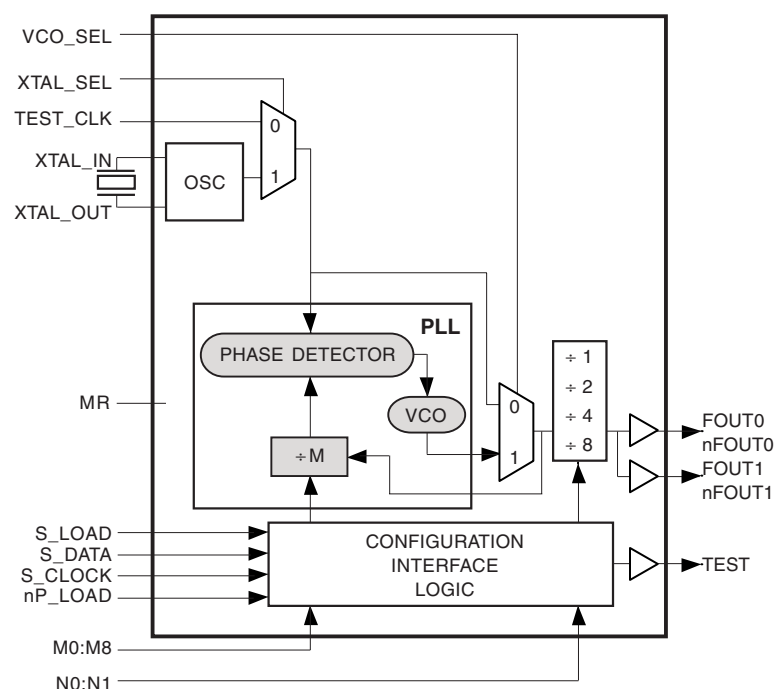 VCO_SEL
XTAL_SEL
TEST_CLK
XTAL_IN
XTAL_OUT
OSC
0
1
PLL
PHASE DETECTOR
VCO
÷M
MR
0
1
÷ 1
÷ 2
÷ 4
÷ 8
FOUT0
nFOUT0
FOUT1
nFOUT1
S_LOAD
S_DATA
S_CLOCK
nP_LOAD
CONFIGURATION
INTERFACE
LOGIC
TEST
M0:M8
N0:N1